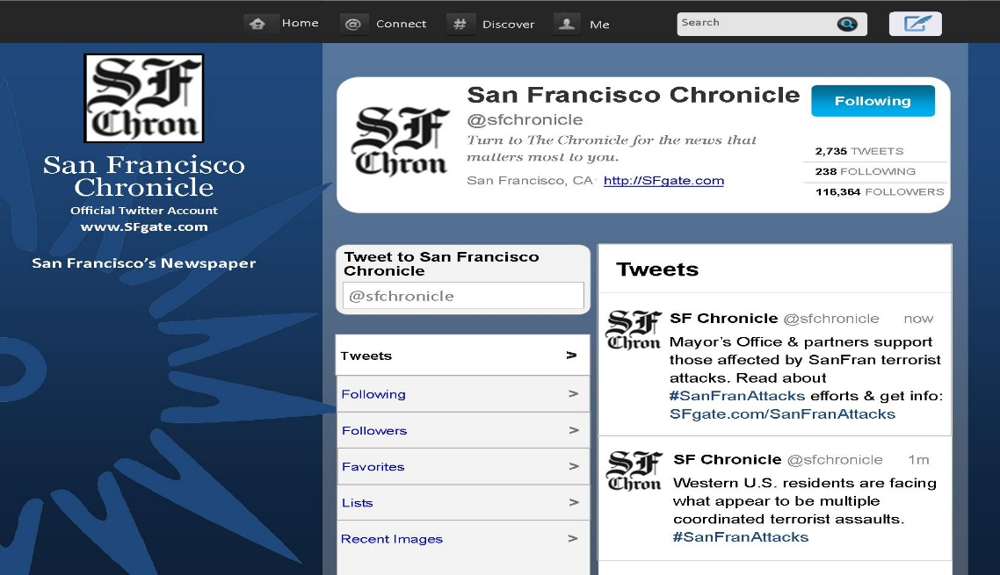 Home @ Connect # Discover Me Search
SF
Chron
San Francisco
Chronicle
Official Twitter Account
www.SFgate.com
San Francisco's Newspaper
SF
Chron
San Francisco Chronicle
@sfchronicle
Turn to The Chronicle for the news that
matters most to you.
San Francisco, CA· http://SFgate.com
Following
2,735 TWEETS
238 FOLLOWING
116,364 FOLLOWERS
Tweet to San Francisco
Chronicle
@sfchronicle
Tweets >
Following >
Followers >
Favorites >
Lists >
Recent Images >
Tweets
SF
Chron
SF Chronicle @sfchronicle now
Mayor's Office & partners support
those affected by SanFran terrorist
attacks. Read about
#SanFranAttacks efforts & get info:
SFgate.com/SanFranAttacks
SF
Chron
SF Chronicle @sfchronicle 1m
Western U.S. residents are facing
what appear to be multiple
coordinated terrorist assaults.
#SanFranAttacks